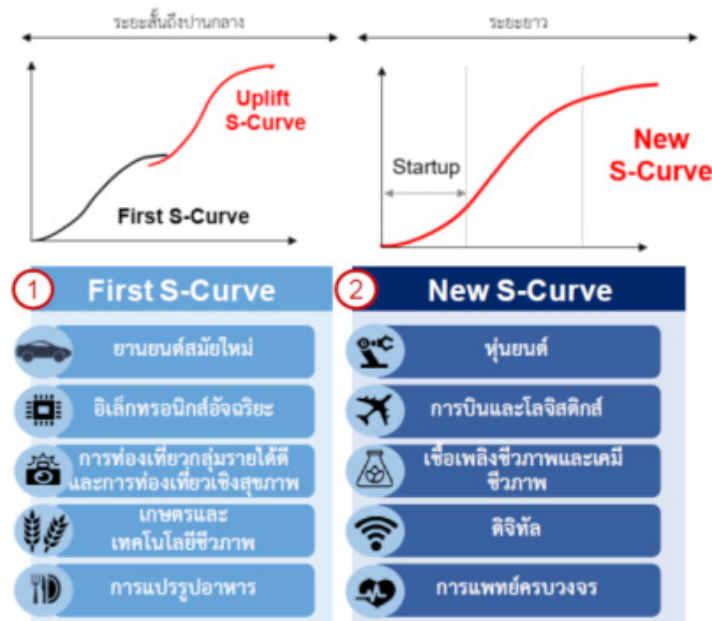 ระยะสั้นถึงปานกลาง
ระยะยาว
Uplift
S-Curve
First S-Curve
Startup
New
S-Curve
1
First S-Curve
ยานยนต์สมัยใหม่
อิเล็กทรอนิกส์อัจฉริยะ
การท่องเที่ยวกลุ่มรายได้ดี
และการท่องเที่ยวเชิงสุขภาพ
เกษตรและ
เทคโนโลยีชีวภาพ
การแปรรูปอาหาร
2
New S-Curve
หุ่นยนต์
การบินและโลจิสติกส์
เชื้อเพลิงชีวภาพและเคมี
ชีวภาพ
ดิจิทัล
การแพทย์ครบวงจร